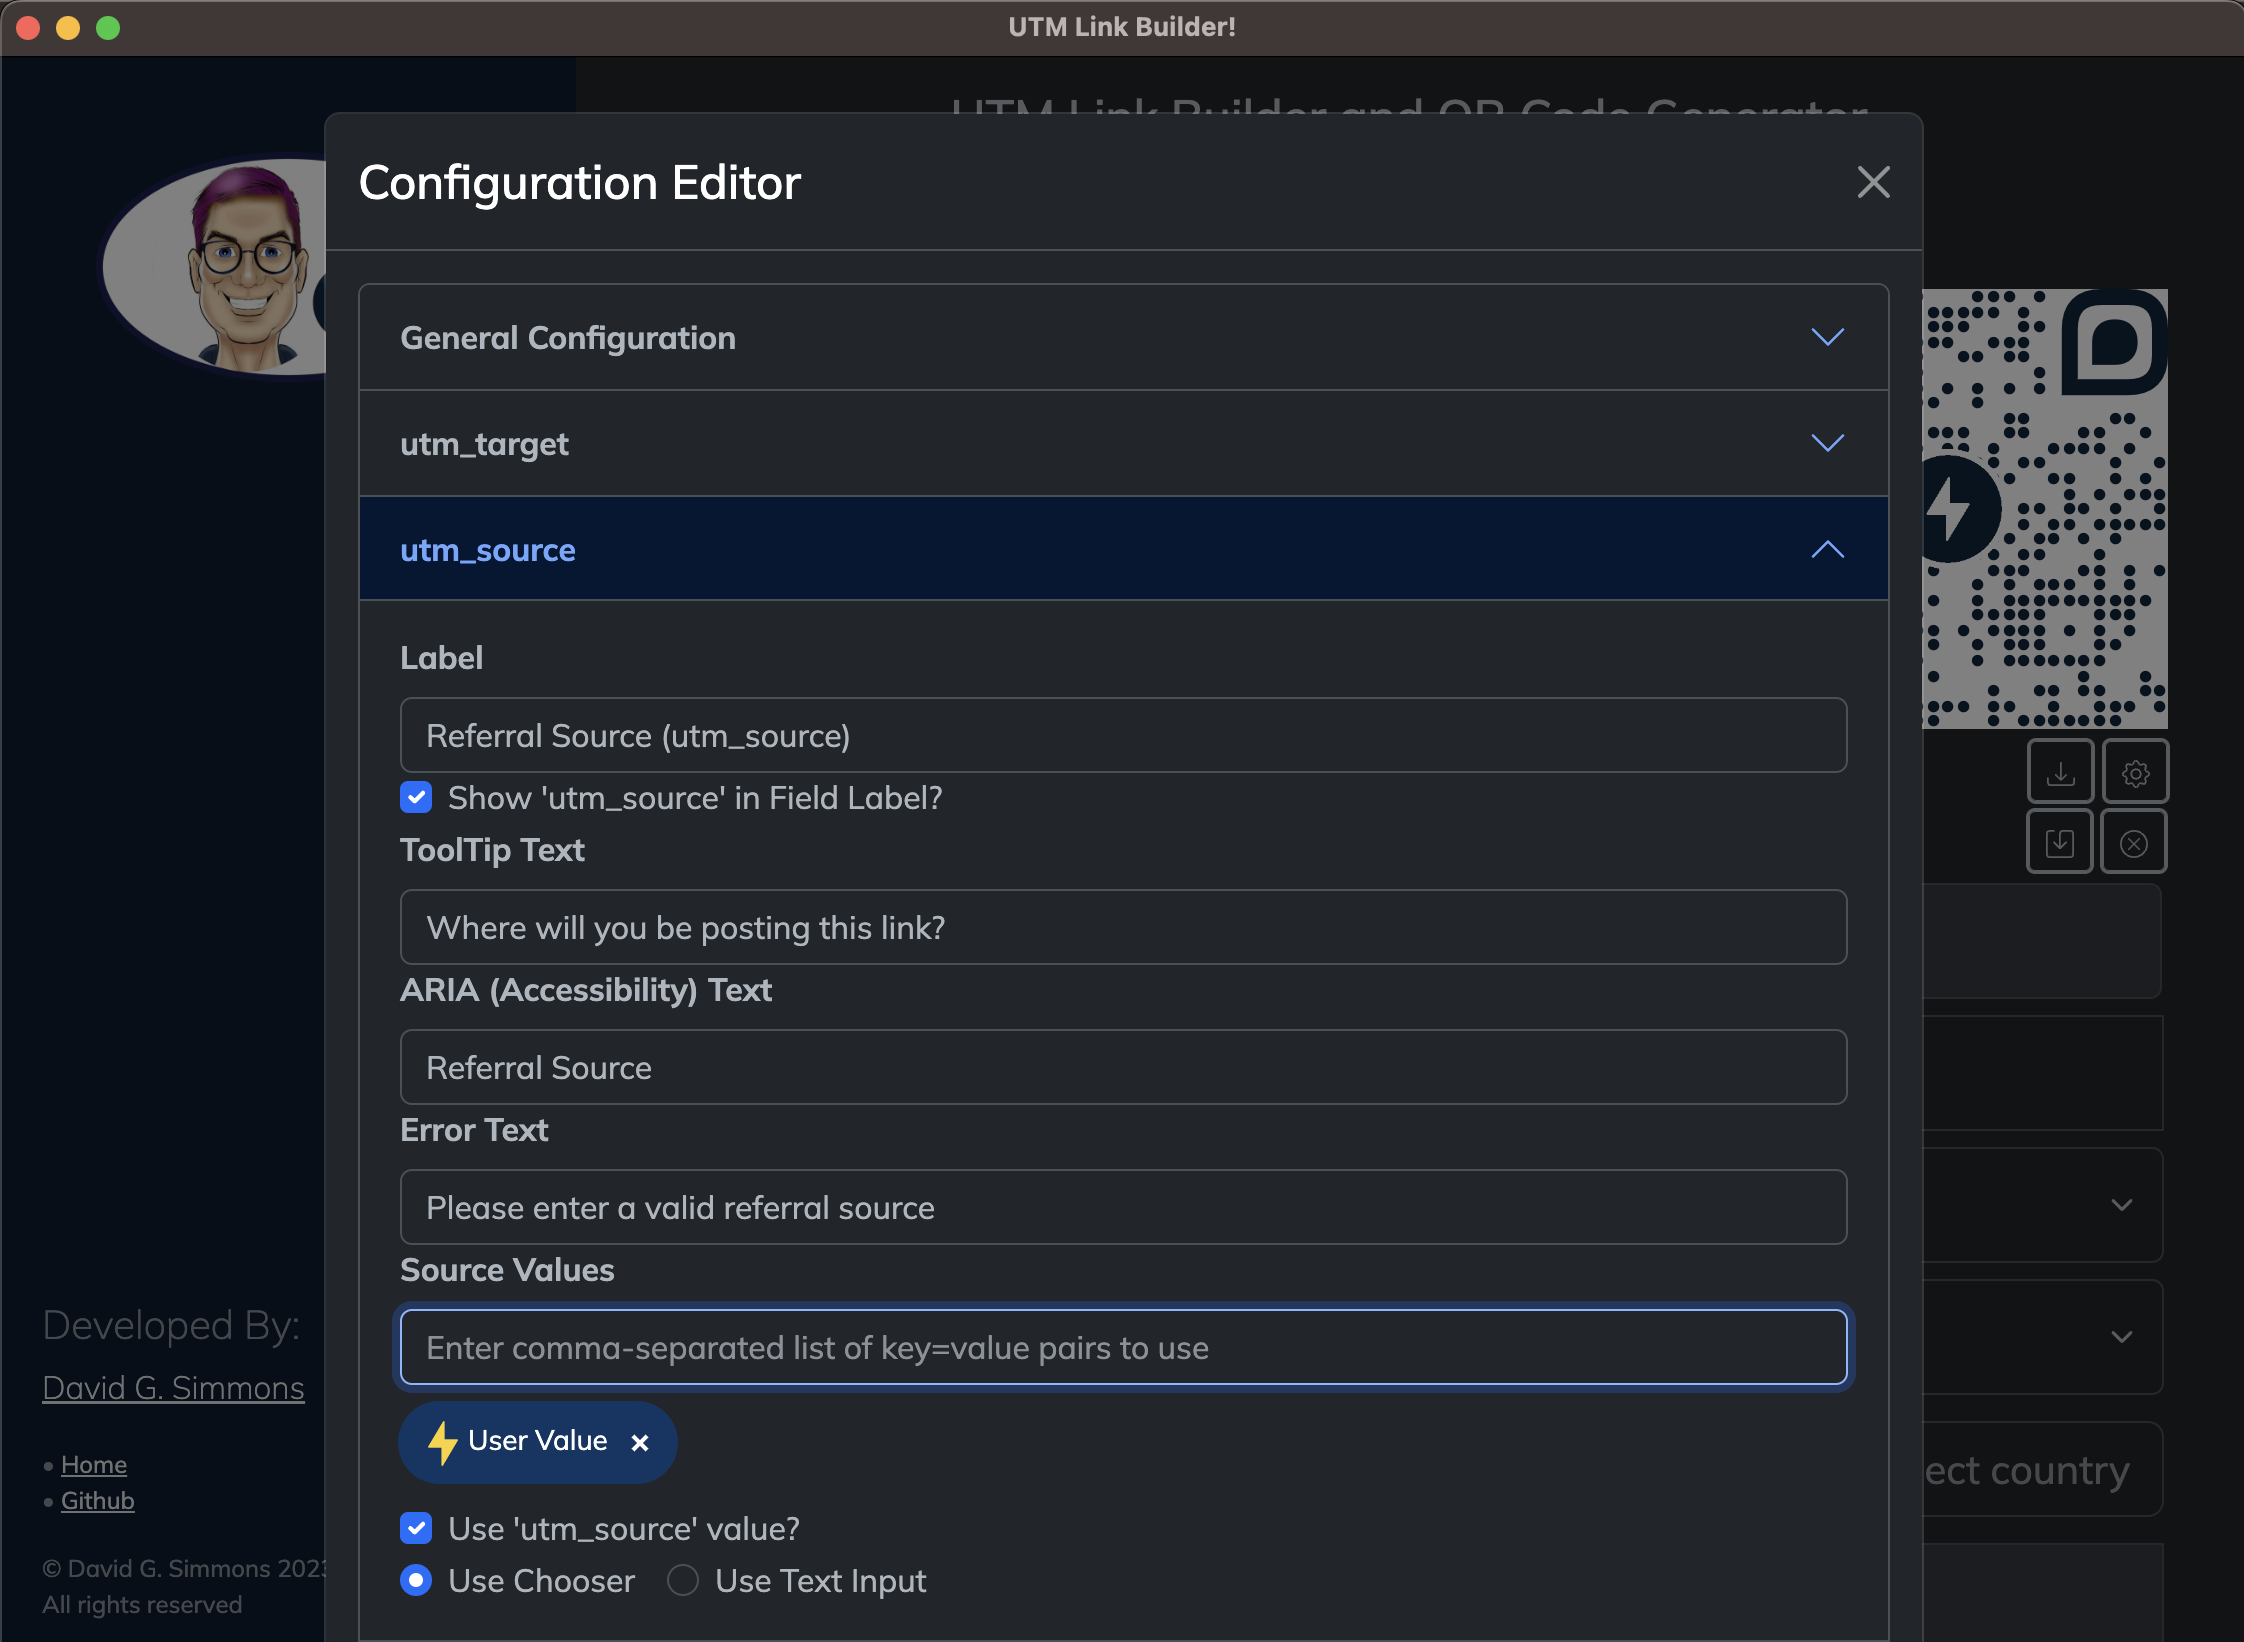 UTM Link Builder!
UTM Link Builder and QR Code Generator
Configuration Editor
General Configuration
utm_target
utm_source
Label
Referral Source (utm_source)
Show 'utm_source' in Field Label?
ToolTip Text
Where will you be posting this link?
ARIA (Accessibility) Text
Referral Source
Error Text
Please enter a valid referral source
Source Values
Enter comma-separated list of key=value pairs to use
User Value
Use 'utm_source' value?
Use Chooser
Use Text Input
ect country
Developed By:
David G. Simmons
Home
Github
© David G. Simmons 2023
All rights reserved